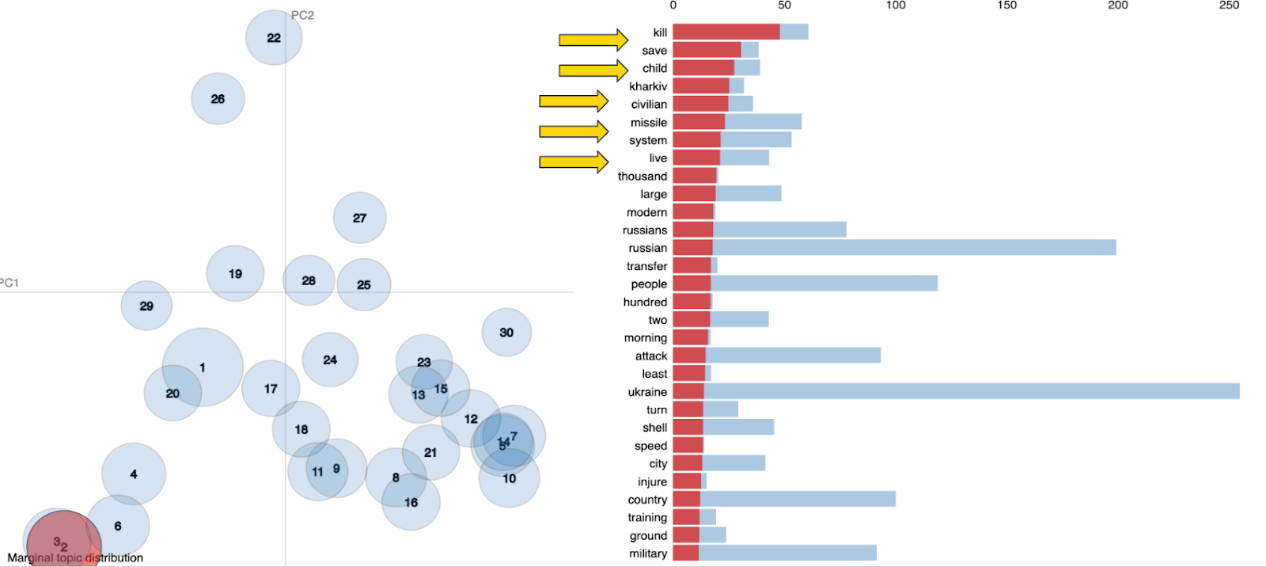 PC2
PC1
22
26
27
19
28
25
29
30
1
24
23
20
17
13
15
12
18
14
7
5
21
11
9
8
10
4
16
6
3
2
Marginal topic distribution
0 50 100 150 200 250
kill
save
child
kharkiv
civilian
missile
system
live
thousand
large
modern
russians
russian
transfer
people
hundred
two
morning
attack
least
ukraine
turn
shell
speed
city
injure
country
training
ground
military